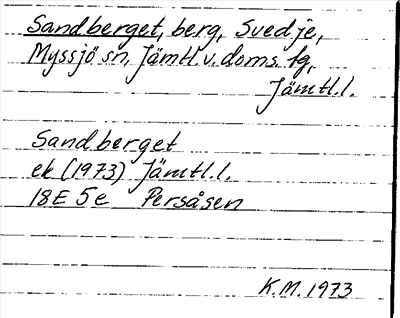 Sandberget, berg, Svedje,
Myssjö sn, Jämtl. v. doms. tg,
Jämtl. l.
Sandberget
ek (1973) Jämtl. l.
18E 5e Persåsen
K.M. 1973